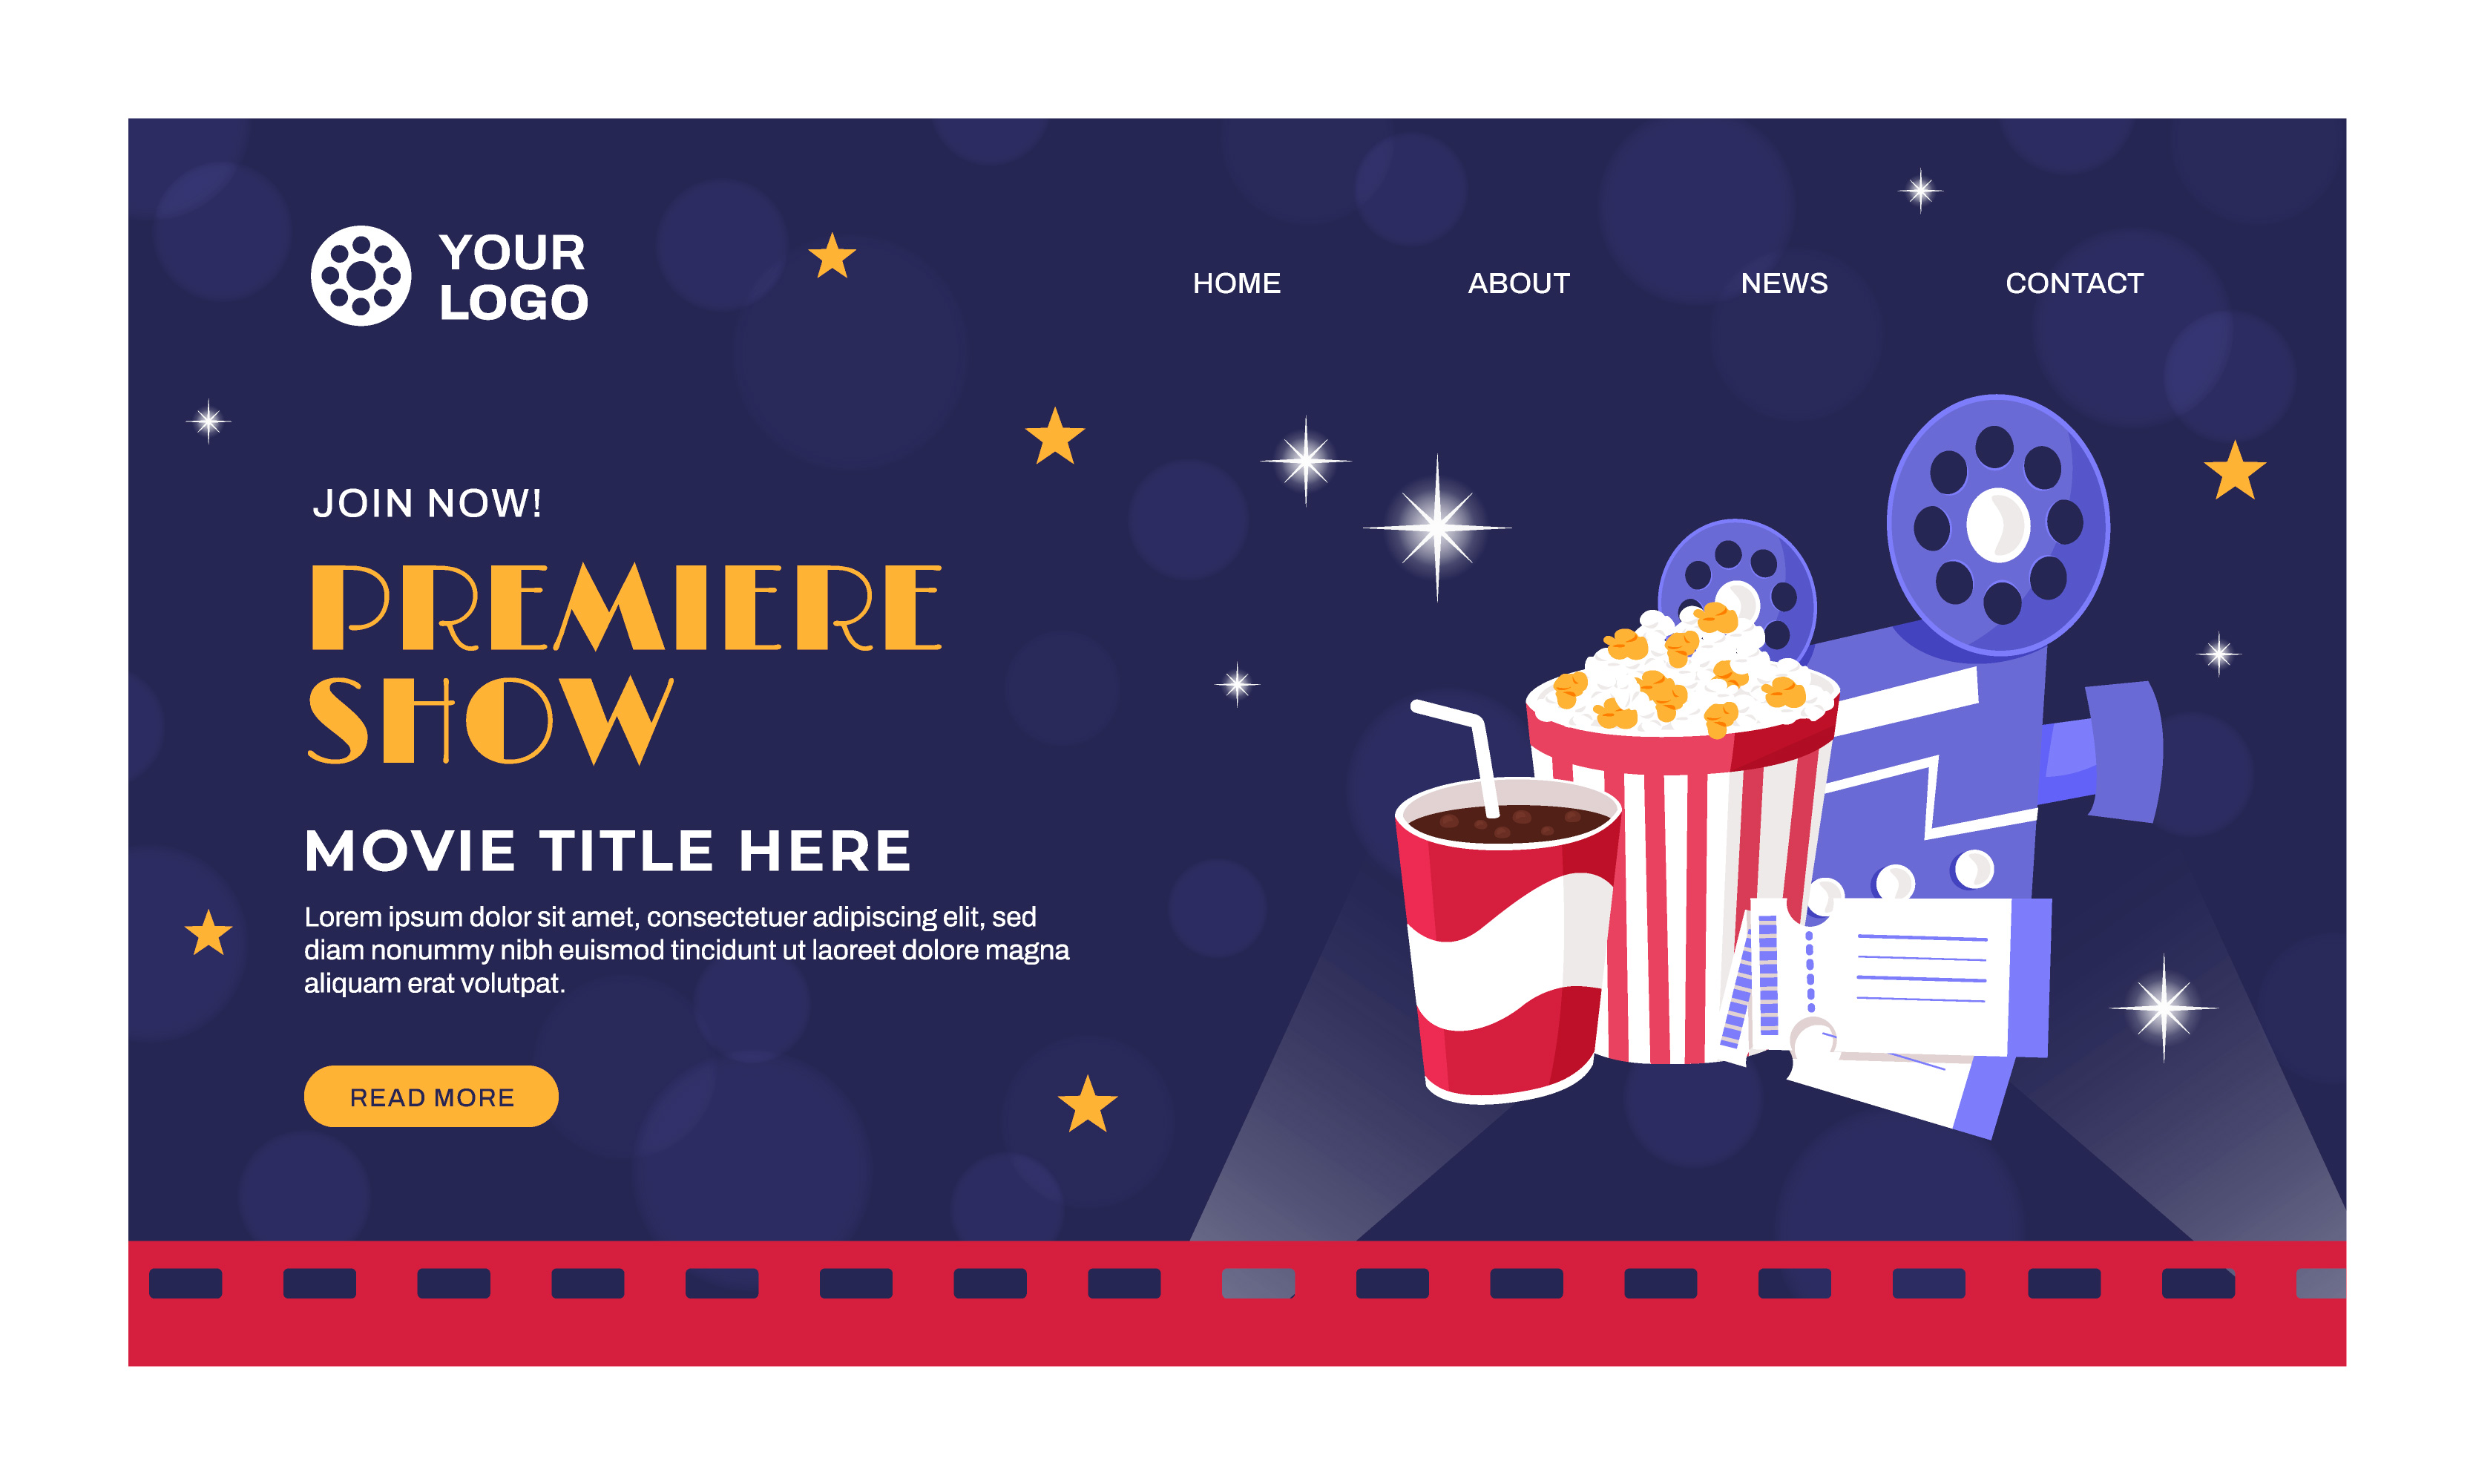 YOUR
LOGO
HOME ABOUT NEWS CONTACT
JOIN NOW!
PREMIERE
SHOW
MOVIE TITLE HERE
Lorem ipsum dolor sit amet, consectetuer adipiscing elit, sed
diam nonummy nibh euismod tincidunt ut laoreet dolore magna
aliquam erat volutpat.
READ MORE